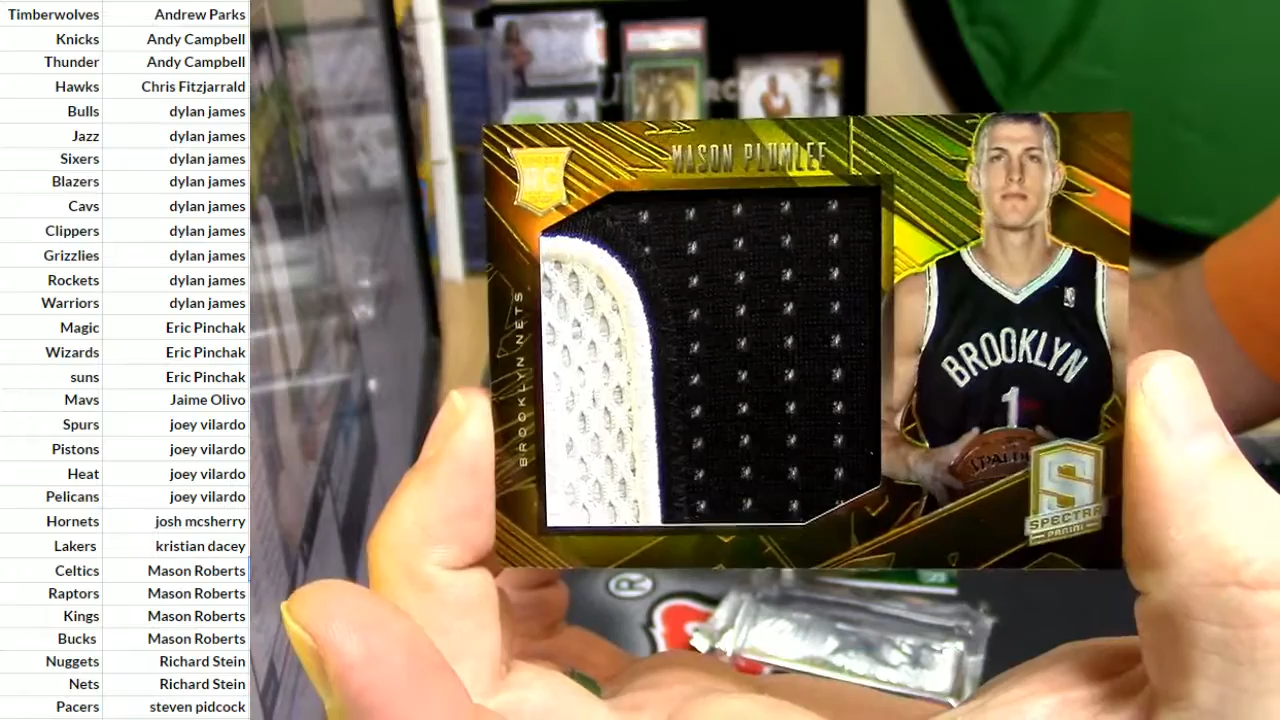 Timberwolves Andrew Parks
Knicks Andy Campbell
Thunder Andy Campbell
Hawks Chris Fitzjarrald
Bulls dylan james
Jazz dylan james
Sixers dylan james
Blazers dylan james
Cavs dylan james
Clippers dylan james
Grizzlies dylan james
Rockets dylan james
Warriors dylan james
Magic Eric Pinchak
Wizards Eric Pinchak
suns Eric Pinchak
Mavs Jaime Olivo
Spurs joey vilardo
Pistons joey vilardo
Heat joey vilardo
Pelicans joey vilardo
Hornets josh mcsherry
Lakers kristian dacey
Celtics Mason Roberts
Raptors Mason Roberts
Kings Mason Roberts
Bucks Mason Roberts
Nuggets Richard Stein
Nets Richard Stein
Pacers steven pidcock
MASON PLUMLEE
RC
BROOKLYN NETS
BROOKLYN
1
SPALDING
S
SPECTRA
PANINI
®